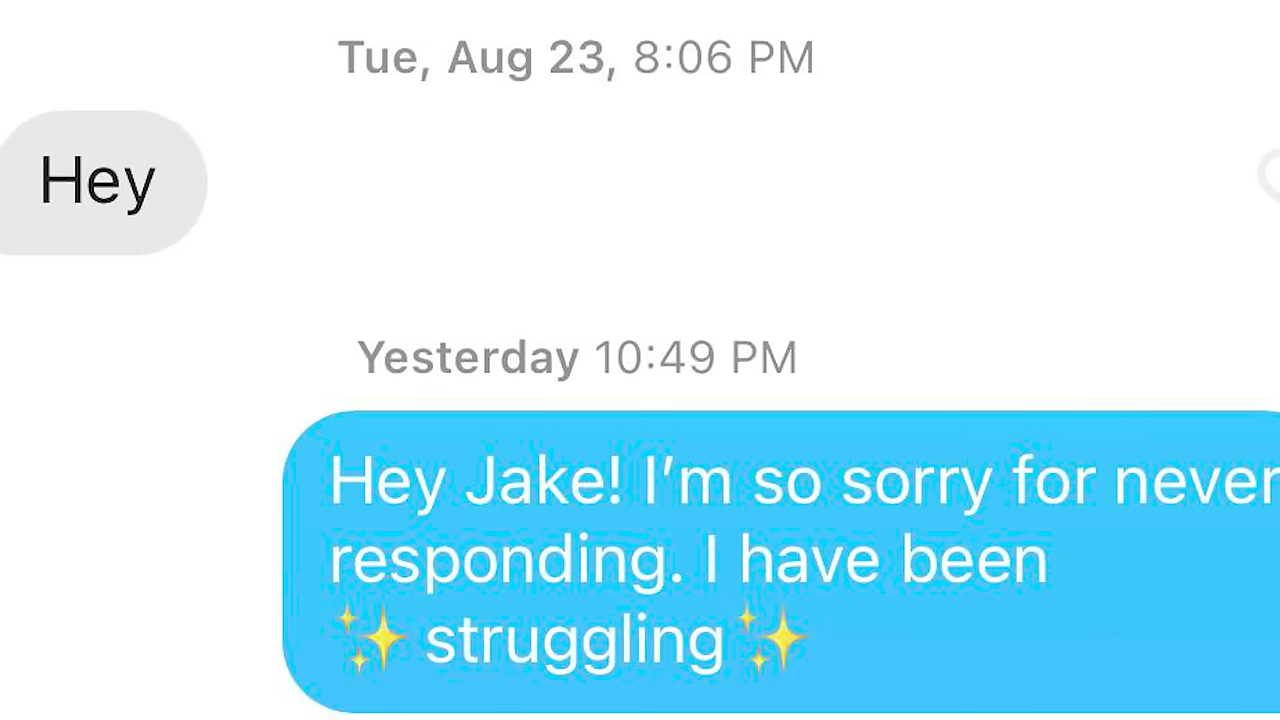 Tue, Aug 23, 8:06 PM
Hey
Yesterday 10:49 PM
Hey Jake! I’m so sorry for never
responding. I have been
✨ struggling ✨